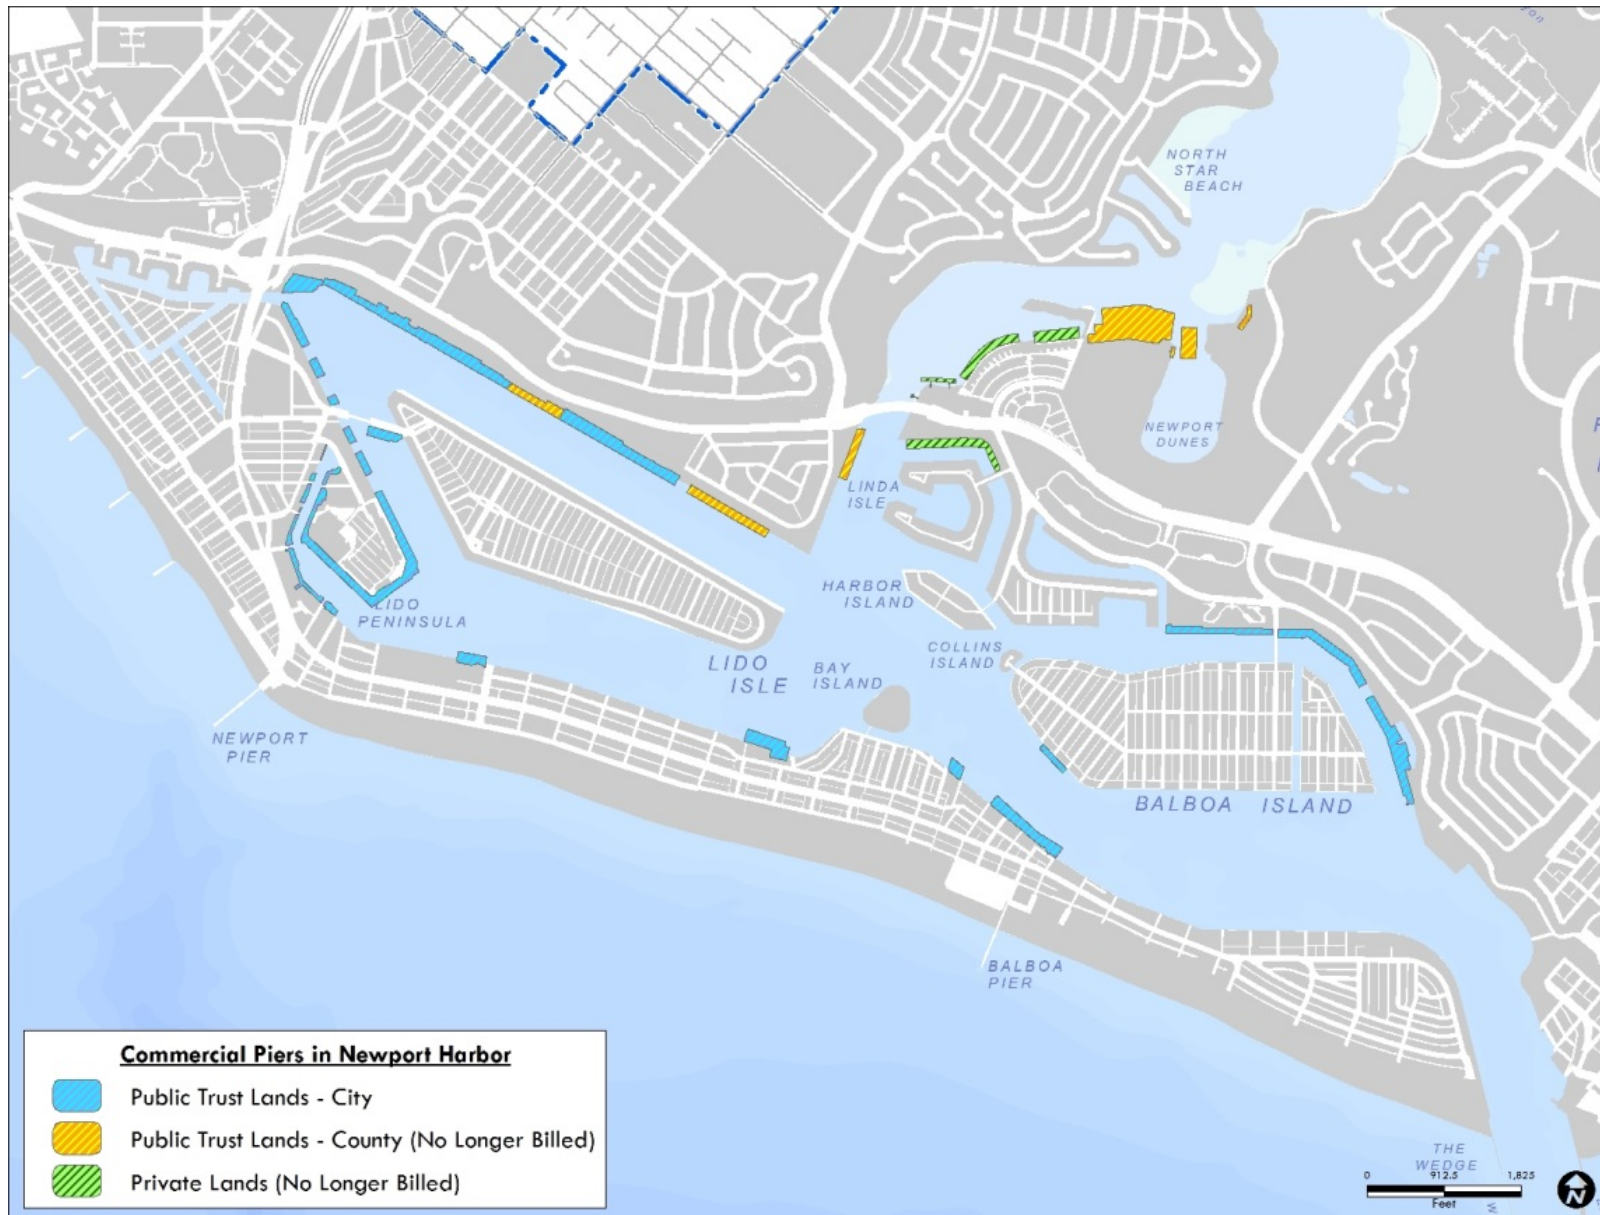 NORTH
STAR
BEACH
NEWPORT
DUNES
LINDA
ISLE
HARBOR
ISLAND
LIDO
PENINSULA
COLLINS
ISLAND
LIDO
ISLE
BAY
ISLAND
NEWPORT
PIER
BALBOA ISLAND
BALBOA
PIER
Commercial Piers in Newport Harbor
Public Trust Lands - City
Public Trust Lands - County (No Longer Billed)
Private Lands (No Longer Billed)
THE
WEDGE
0 912.5 1,825
Feet
N